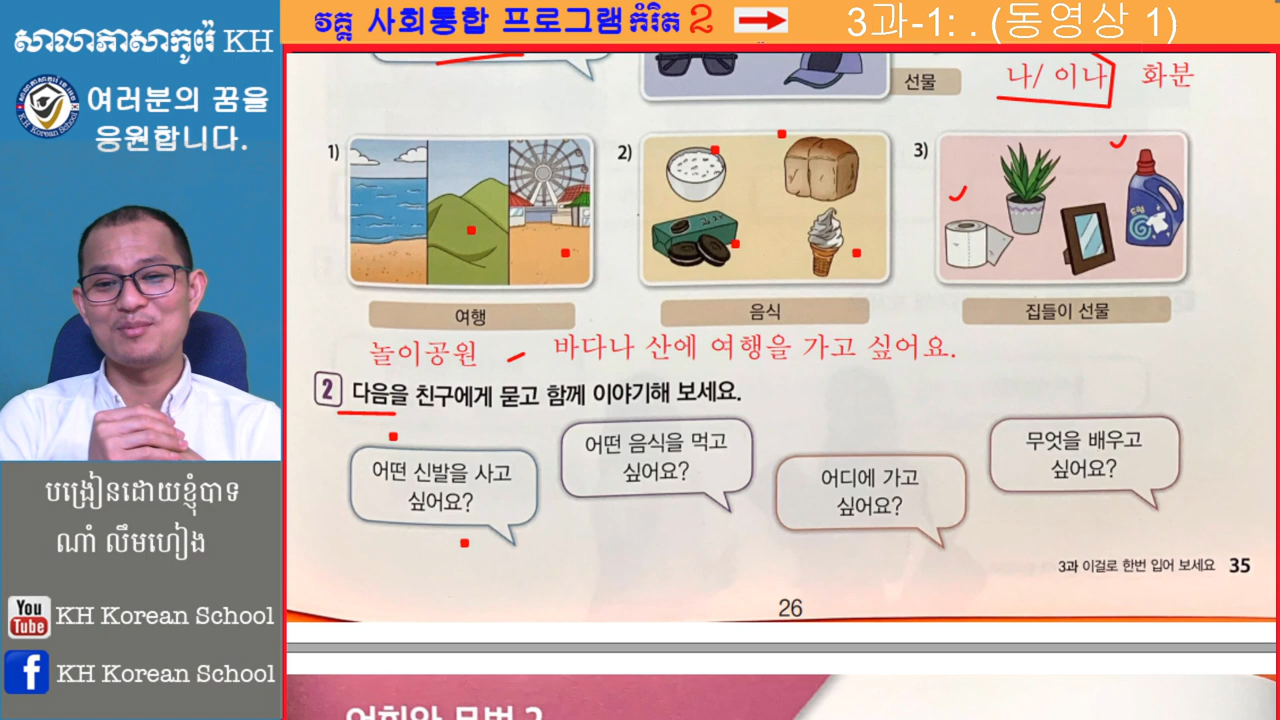 សាលាភាសាកូរ៉េ KH
여러분의 꿈을
응원합니다.
បង្រៀនដោយខ្ញុំបាទ
ណាំ លឹមហៀង
You
Tube
KH Korean School
KH Korean School
វគ្គ 사회통합 프로그램 កំរិត 2
3과-1: . (동영상 1)
선물
나/ 이나 화분
1)
2)
3)
여행
음식
집들이 선물
놀이공원
바다나 산에 여행을 가고 싶어요.
2 다음을 친구에게 묻고 함께 이야기해 보세요.
어떤 신발을 사고
싶어요?
어떤 음식을 먹고
싶어요?
어디에 가고
싶어요?
무엇을 배우고
싶어요?
3과 이걸로 한번 입어 보세요 35
26